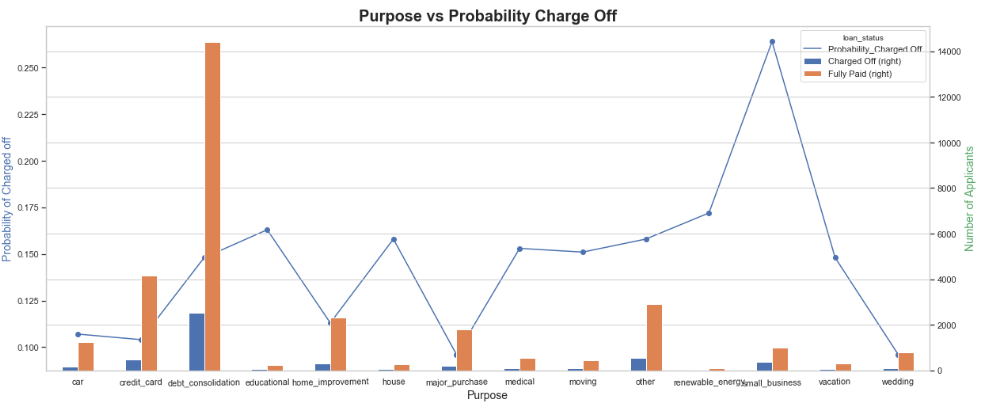 Purpose vs Probability Charge Off
loan_status
Probability_Charged Off
Charged Off (right)
Fully Paid (right)
Probability of Charged off
0.250
0.225
0.200
0.175
0.150
0.125
0.100
14000
12000
10000
8000
6000
4000
2000
0
Number of Applicants
car credit_card debt_consolidation educational home_improvement house major_purchase medical moving other renewable_energy small_business vacation wedding
Purpose